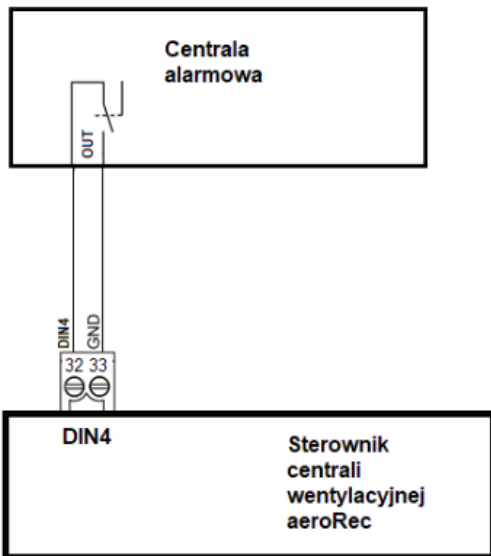 Centrala
alarmowa
OUT
DIN4
GND
32 33
DIN4
Sterownik
centrali
wentylacyjnej
aeroRec